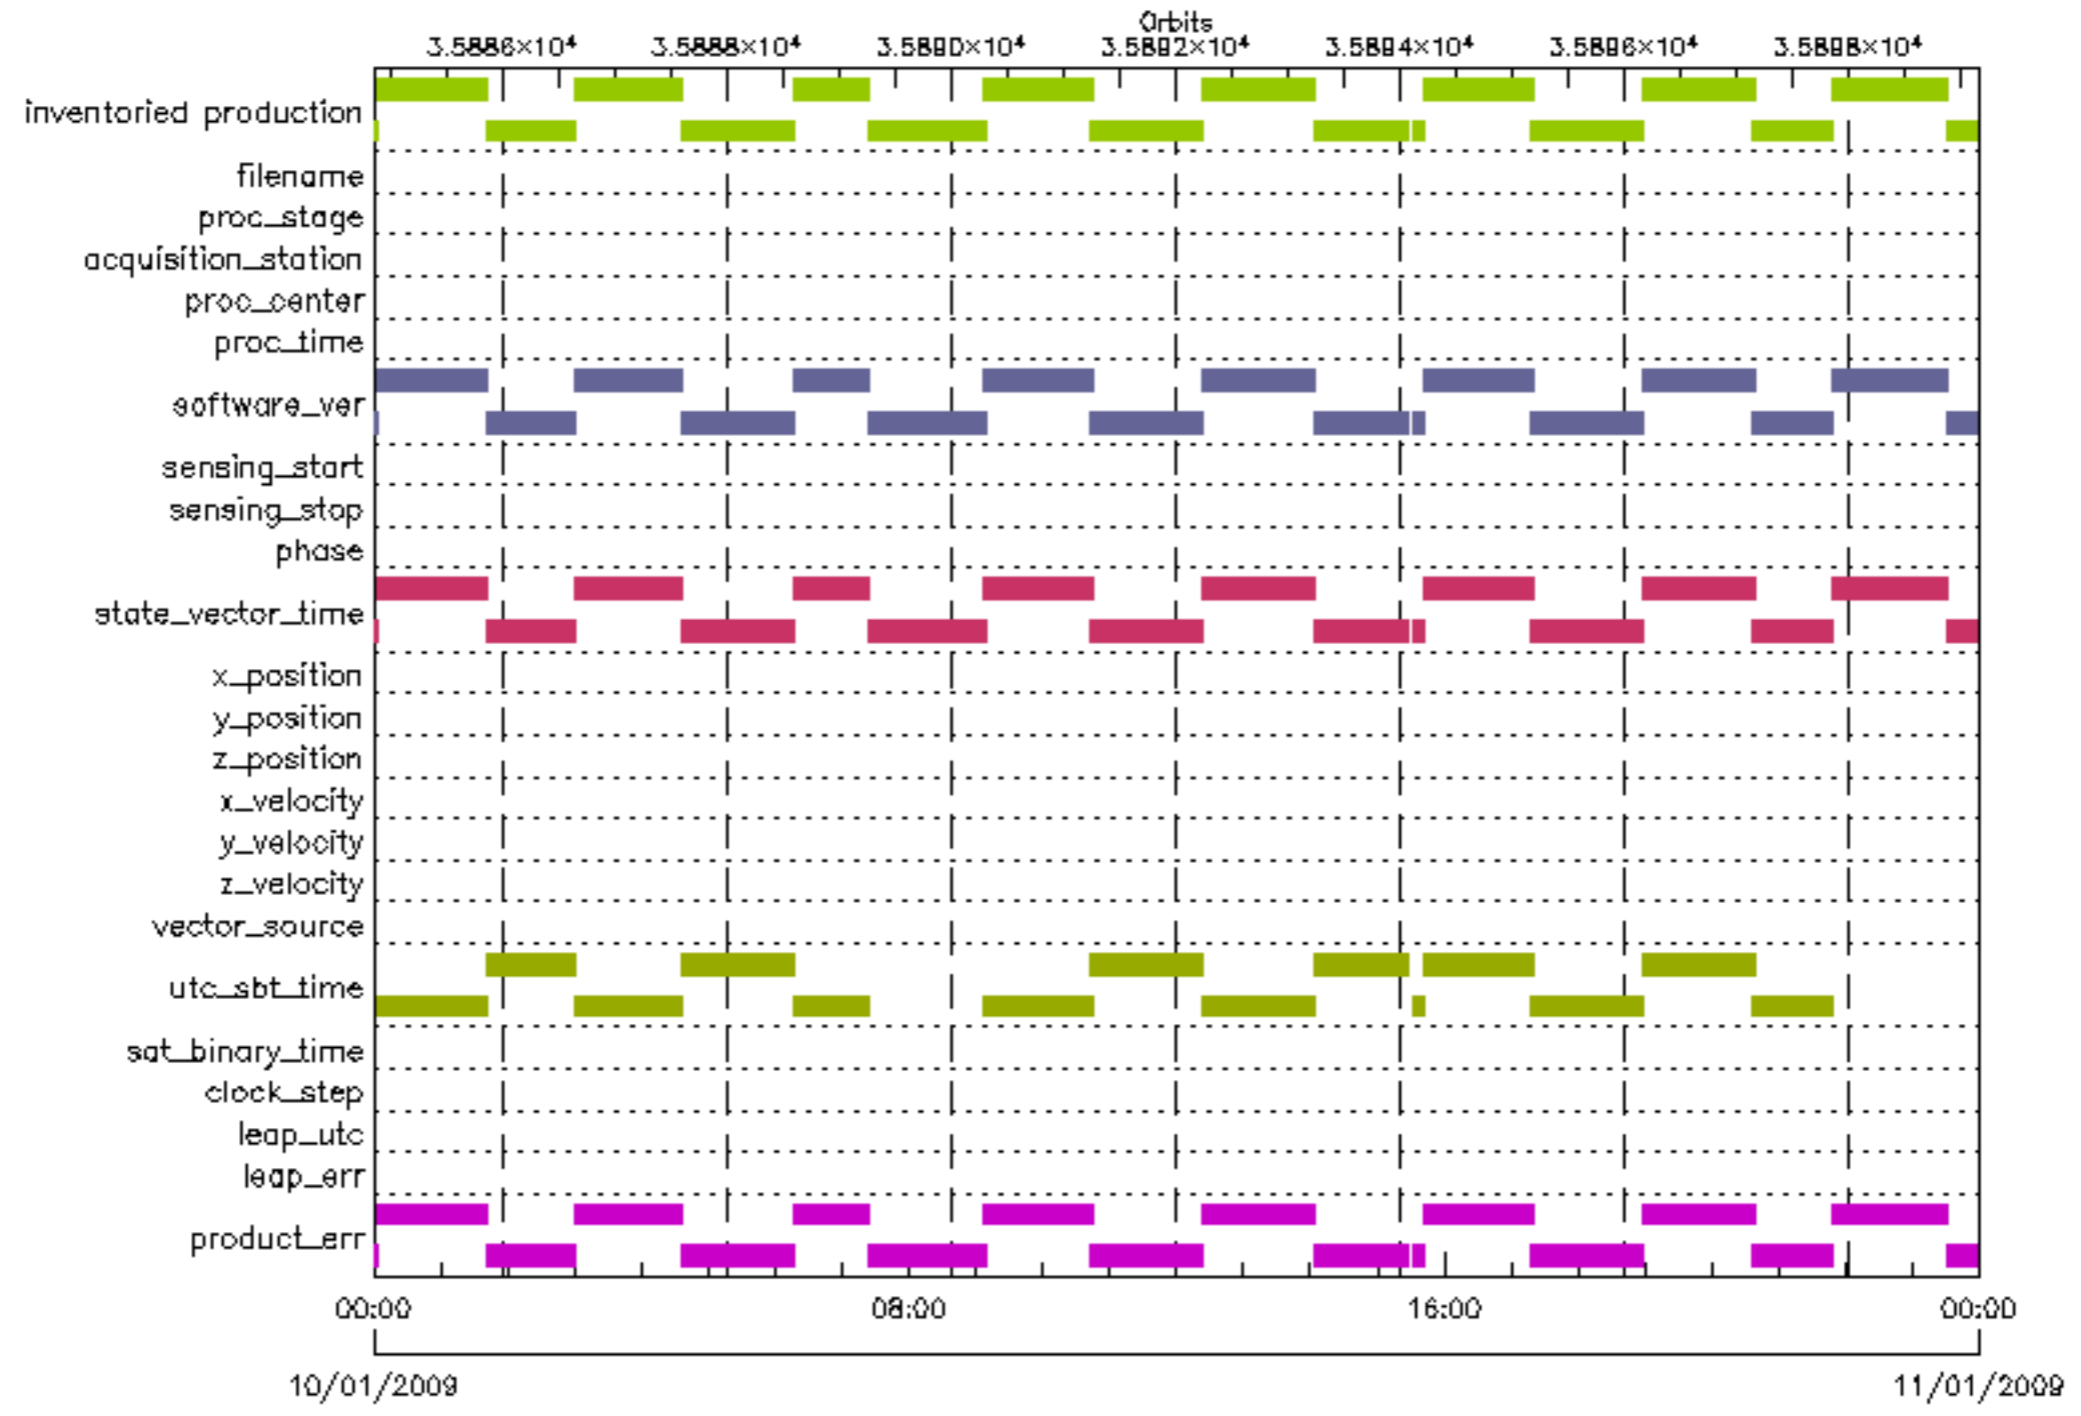 Orbits
3.5886×10⁴ 3.5888×10⁴ 3.5890×10⁴ 3.5892×10⁴ 3.5894×10⁴ 3.5896×10⁴ 3.5898×10⁴
inventoried production
filename
proc_stage
acquisition_station
proc_center
proc_time
software_ver
sensing_start
sensing_stop
phase
state_vector_time
x_position
y_position
z_position
x_velocity
y_velocity
z_velocity
vector_source
utc_sbt_time
sat_binary_time
clock_step
leap_utc
leap_err
product_err
00:00 08:00 16:00 00:00
10/01/2009 11/01/2009